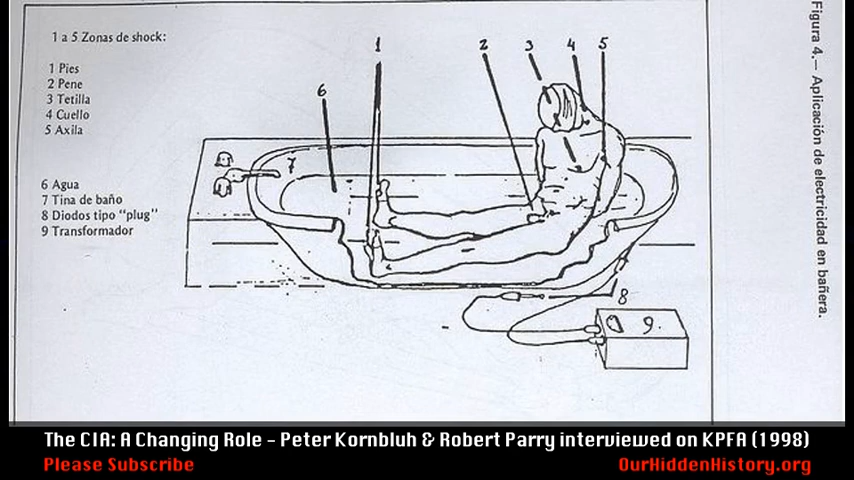 1 a 5 Zonas de shock:
1 Pies
2 Pene
3 Tetilla
4 Cuello
5 Axila
6 Agua
7 Tina de baño
8 Diodos tipo "plug"
9 Transformador
1
2
3
4
5
6
7
8
9
Figura 4.— Aplicación de electricidad en bañera.
The CIA: A Changing Role - Peter Kornbluh & Robert Parry interviewed on KPFA (1998)
Please Subscribe
OurHiddenHistory.org